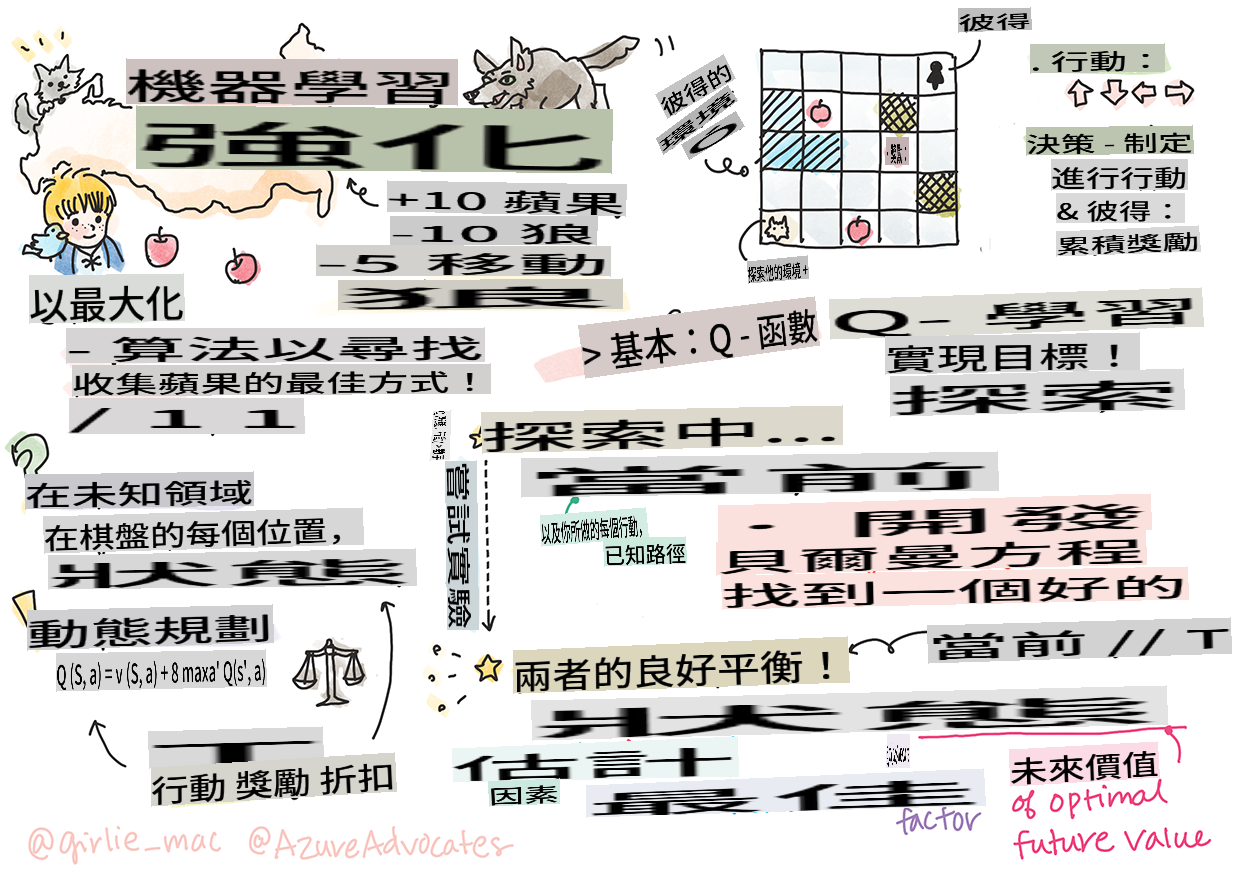 機器學習
強化
+10 蘋果
-10 狼
-5 移動
狼
以最大化
- 算法以尋找
收集蘋果的最佳方式！
/ 1 1
彼得的
環境
彼得
獎勵：
探索他的環境 +
. 行動：
決策 - 制定
進行行動
& 彼得：
累積獎勵
> 基本：Q - 函數
Q - 學習
實現目標！
探索
在未知領域
在棋盤的每個位置，
狀態
動態規劃
Q (S, a) = v (S, a) + 8 maxa' Q(s', a)
T
行動 獎勵 折扣
嘗試實驗
探索中...
當前
以及你所做的每個行動，
已知路徑
· 開發
貝爾曼方程
找到一個好的
兩者的良好平衡！
當前 // T
狀態
估計
因素
最佳
factor
未來價值
of optimal
future value
@girlie_mac @AzureAdvocates